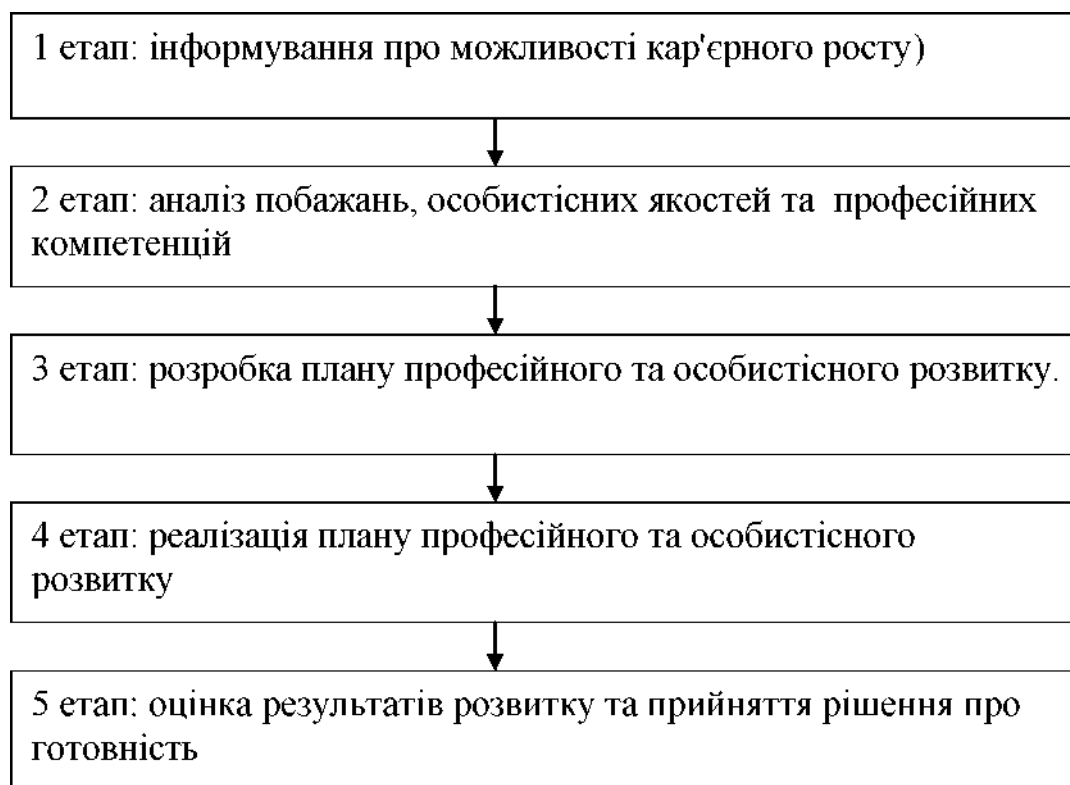 1 етап: інформування про можливості кар'єрного росту)
2 етап: аналіз побажань, особистісних якостей та професійних
компетенцій
3 етап: розробка плану професійного та особистісного розвитку.
4 етап: реалізація плану професійного та особистісного
розвитку
5 етап: оцінка результатів розвитку та прийняття рішення про
готовність